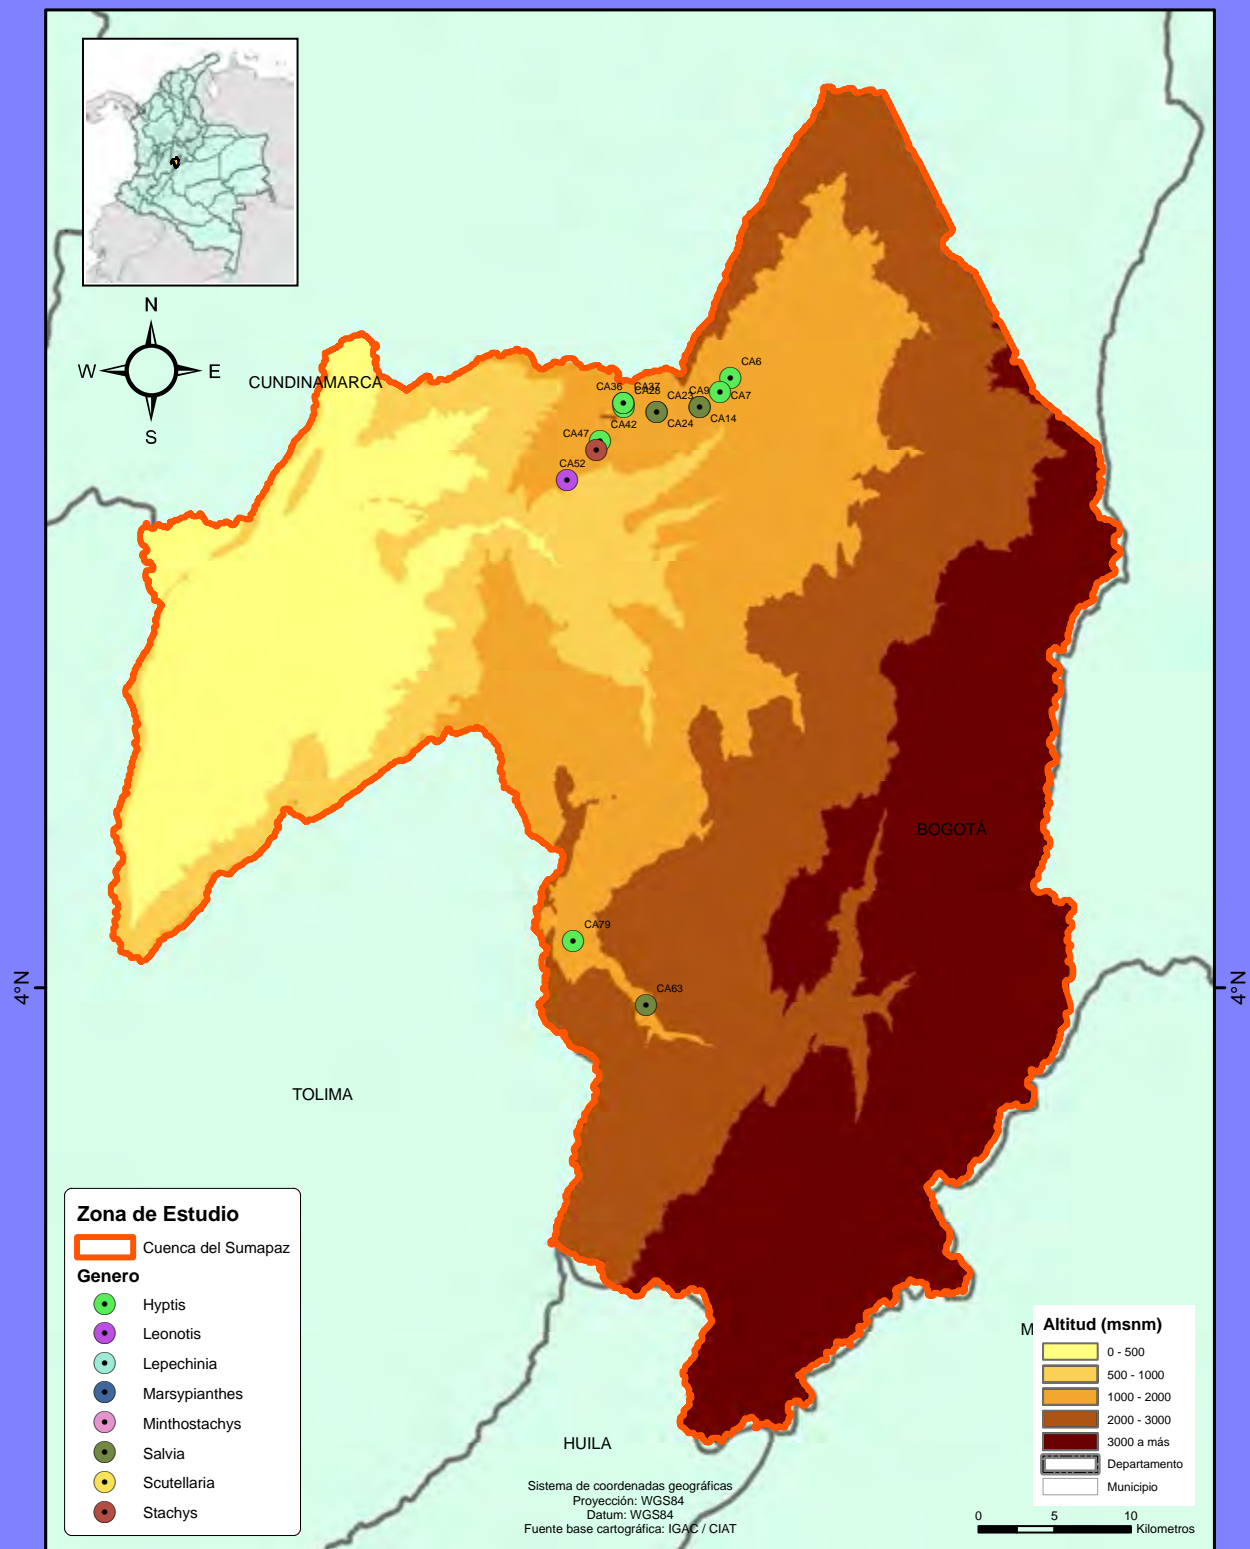 N
W
E
S
CUNDINAMARCA
CA6
CA36
CA37
CA28
CA23
CA9
CA7
CA24
CA14
CA42
CA47
CA52
BOGOTÁ
CA79
CA63
4°N
4°N
TOLIMA
HUILA
M
Zona de Estudio
Cuenca del Sumapaz
Genero
Hyptis
Leonotis
Lepechinia
Marsypianthes
Minthostachys
Salvia
Scutellaria
Stachys
Altitud (msnm)
0 - 500
500 - 1000
1000 - 2000
2000 - 3000
3000 a más
Departamento
Municipio
Sistema de coordenadas geográficas
Proyección: WGS84
Datum: WGS84
Fuente base cartográfica: IGAC / CIAT
0 5 10
Kilometros